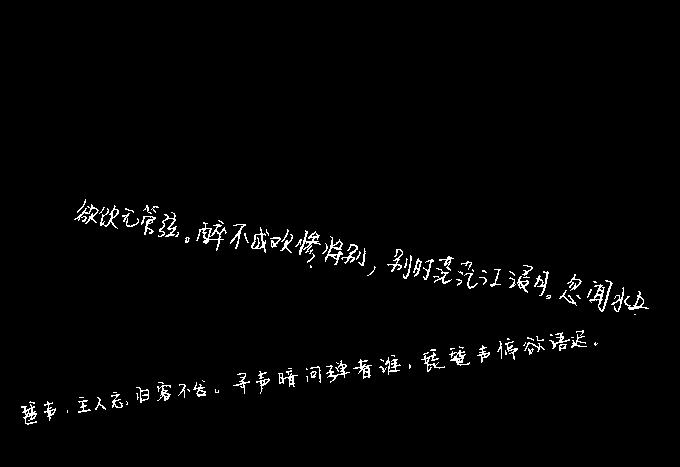 欲饮无管弦。醉不成欢惨将别，别时茫茫江浸月。忽闻水上
琶声，主人忘归客不发。寻声暗问弹者谁，琵琶声停欲语迟。